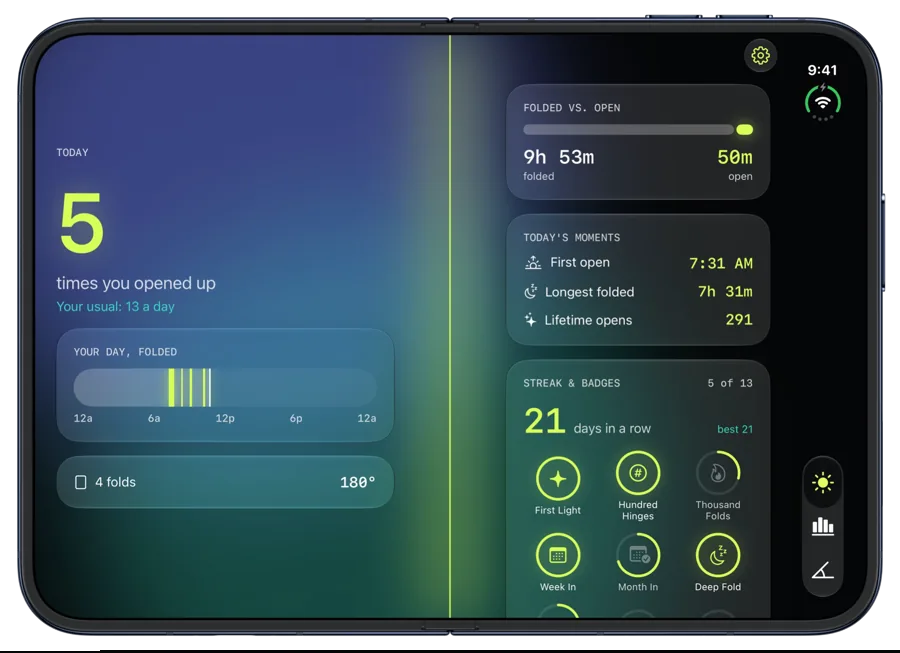 TODAY
5
times you opened up
Your usual: 13 a day
YOUR DAY, FOLDED
12a 6a 12p 6p 12a
4 folds 180°
9:41
FOLDED VS. OPEN
9h 53m 50m
folded open
TODAY'S MOMENTS
First open 7:31 AM
Longest folded 7h 31m
Lifetime opens 291
STREAK & BADGES 5 of 13
21 days in a row best 21
#
First Light Hundred Hinges Thousand Folds
Week In Month In Deep Fold